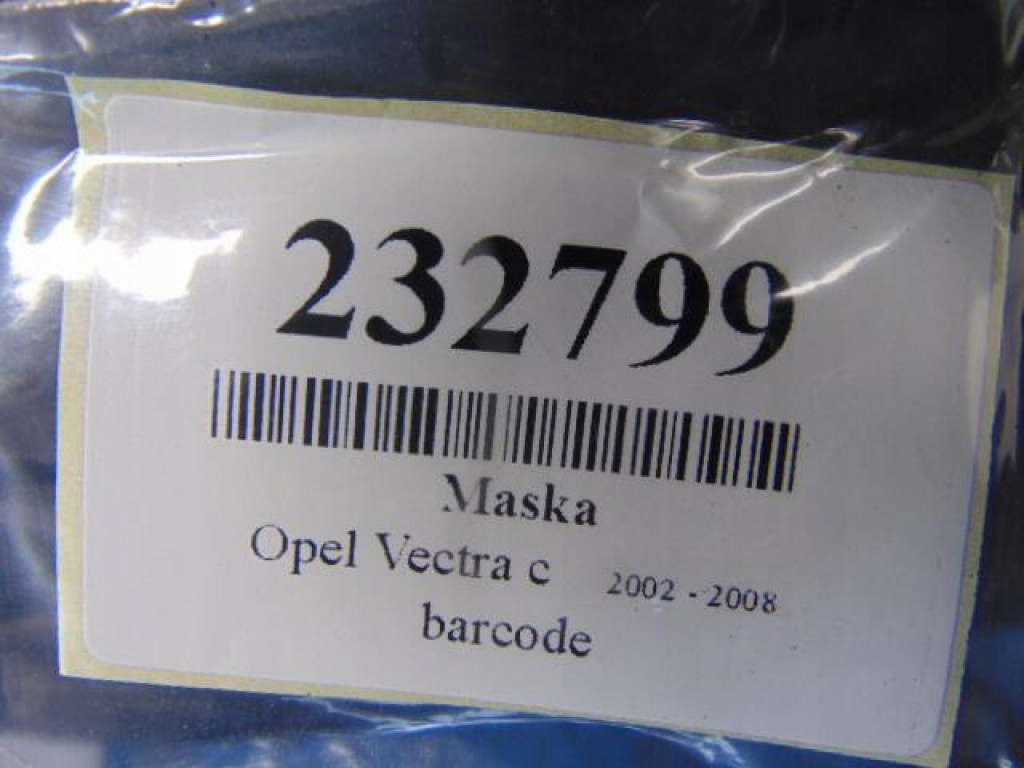 232799
Maska
Opel Vectra c 2002 - 2008
barcode